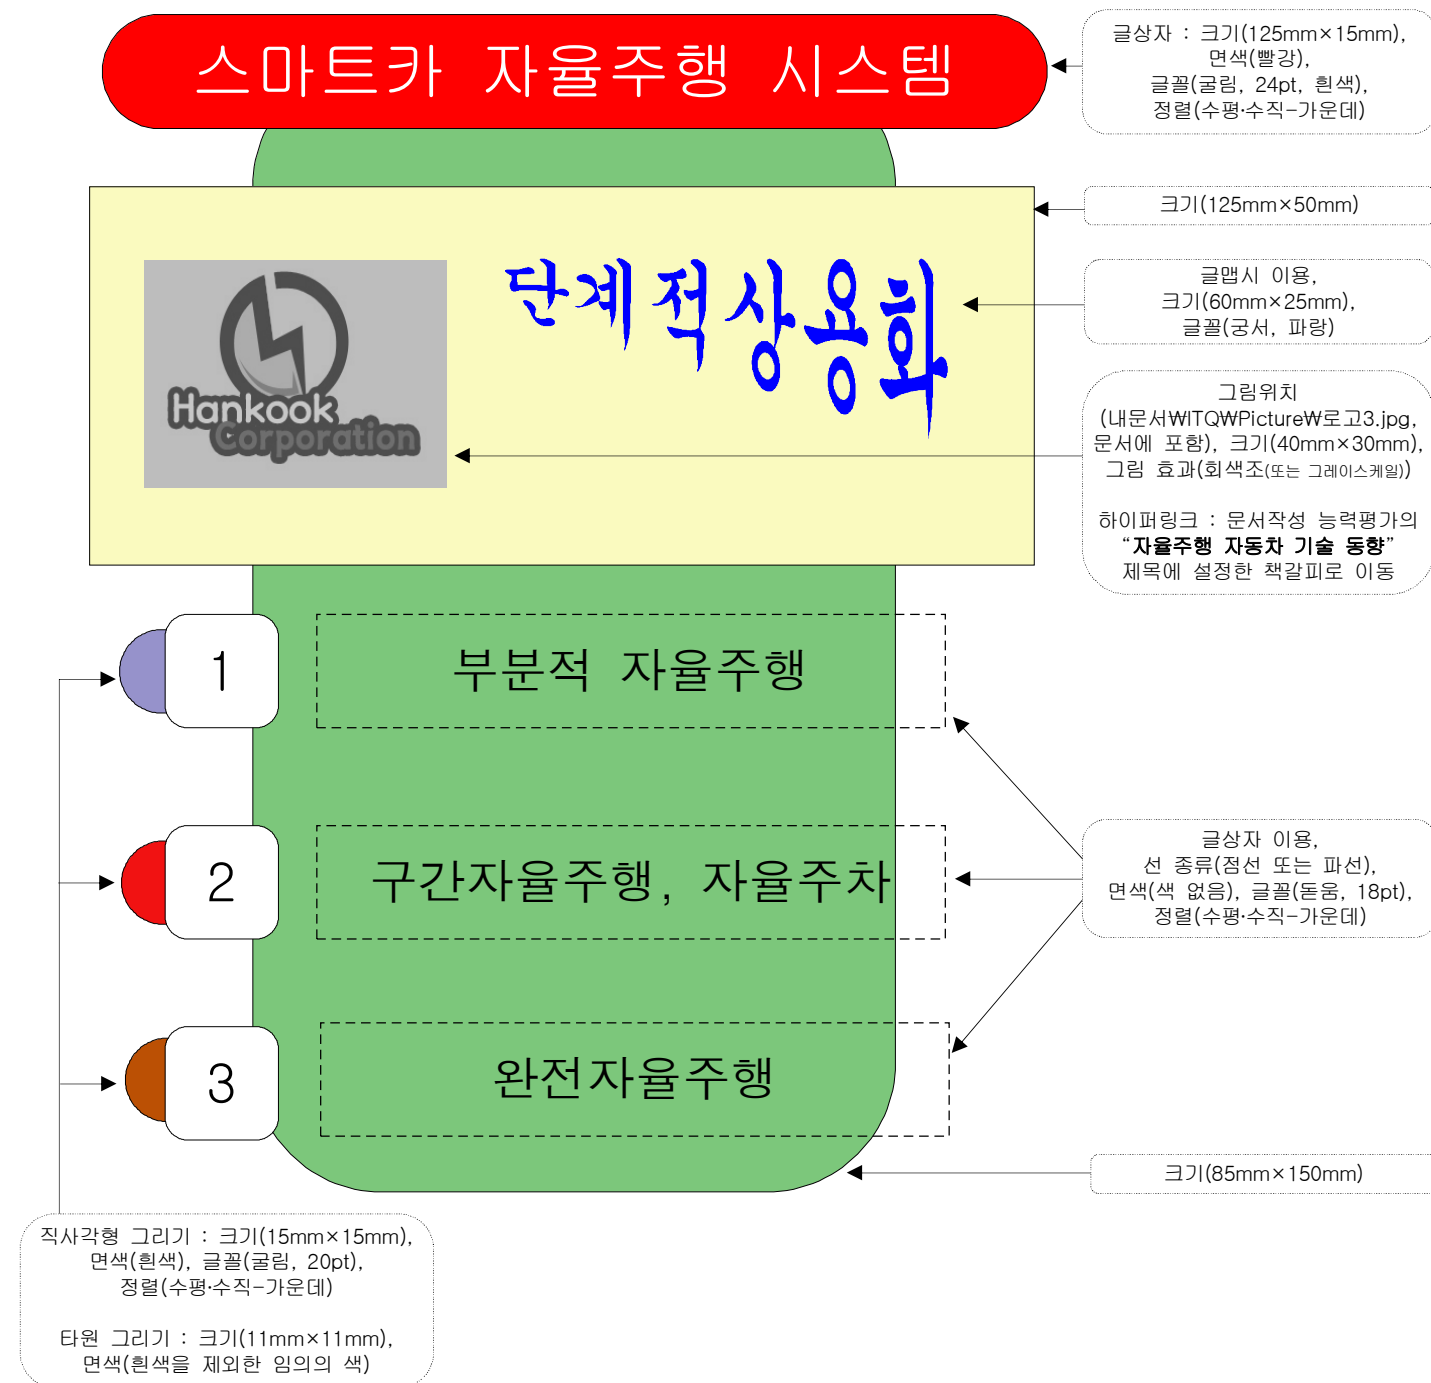 스마트카 자율주행 시스템
글상자 : 크기(125mm×15mm),
면색(빨강),
글꼴(굴림, 24pt, 흰색),
정렬(수평·수직-가운데)
크기(125mm×50mm)
단계적상용화
글맵시 이용,
크기(60mm×25mm),
글꼴(궁서, 파랑)
Hankook
Corporation
그림위치
(내문서₩ITQ₩Picture₩로고3.jpg,
문서에 포함), 크기(40mm×30mm),
그림 효과(회색조(또는 그레이스케일))
하이퍼링크 : 문서작성 능력평가의
“자율주행 자동차 기술 동향”
제목에 설정한 책갈피로 이동
1
부분적 자율주행
2
구간자율주행, 자율주차
글상자 이용,
선 종류(점선 또는 파선),
면색(색 없음), 글꼴(돋움, 18pt),
정렬(수평·수직-가운데)
3
완전자율주행
크기(85mm×150mm)
직사각형 그리기 : 크기(15mm×15mm),
면색(흰색), 글꼴(굴림, 20pt),
정렬(수평·수직-가운데)
타원 그리기 : 크기(11mm×11mm),
면색(흰색을 제외한 임의의 색)